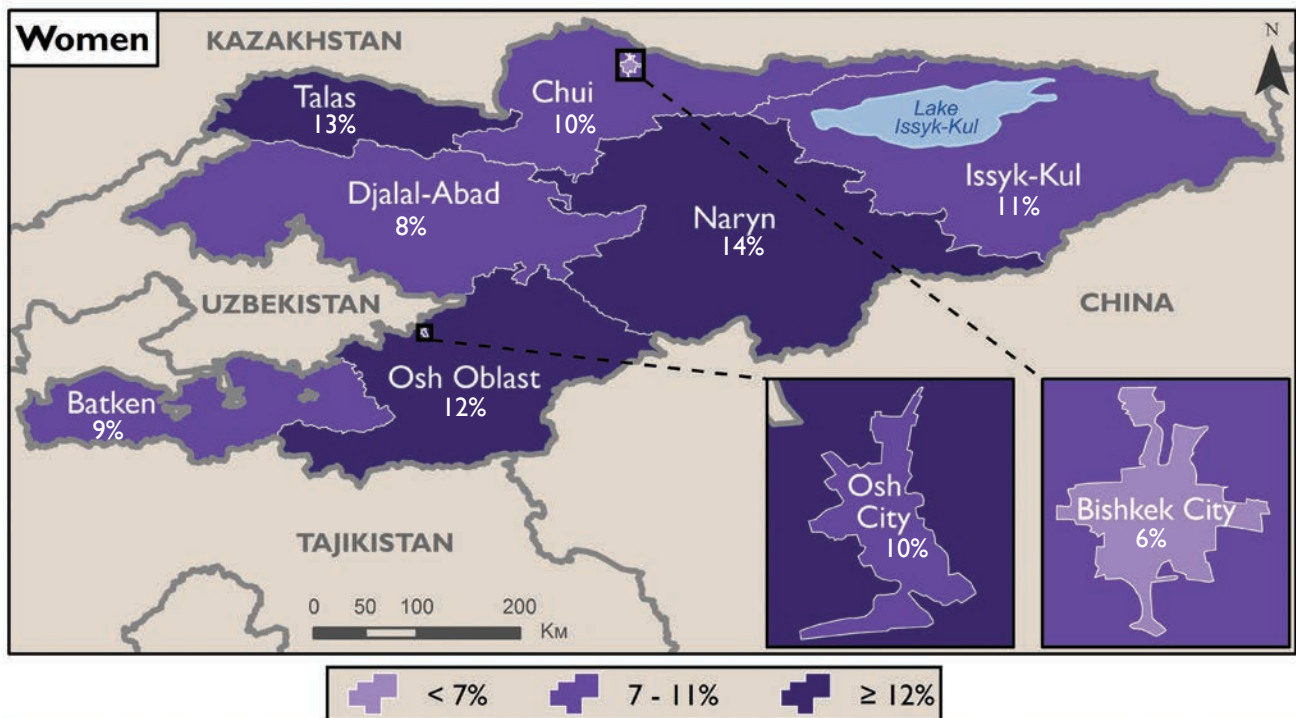 Women
KAZAKHSTAN
N
Talas
13%
Chui
10%
Lake
Issyk-Kul
Issyk-Kul
11%
Djalal-Abad
8%
Naryn
14%
UZBEKISTAN
CHINA
Osh Oblast
12%
Batken
9%
Osh
City
10%
Bishkek City
6%
TAJIKISTAN
0 50 100 200
KM
< 7% 7 - 11% ≥ 12%